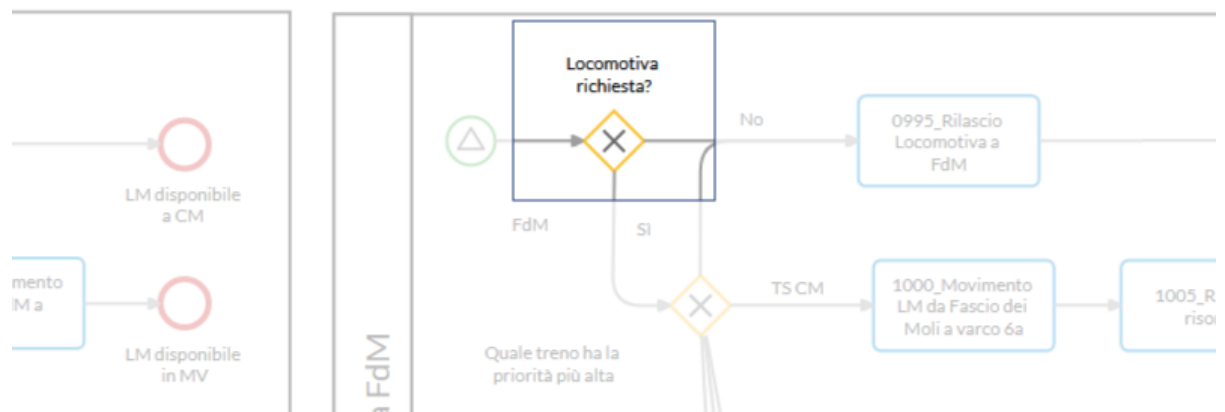 Locomotiva
richiesta?
No
0995_Rilascio
Locomotiva a
FdM
LM disponibile
a CM
FdM
SI
mento
M a
TS CM
1000_Movimento
LM da Fascio dei
Moli a varco 6a
1005_R
risor
LM disponibile
in MV
Quale treno ha la
priorità più alta
a FdM